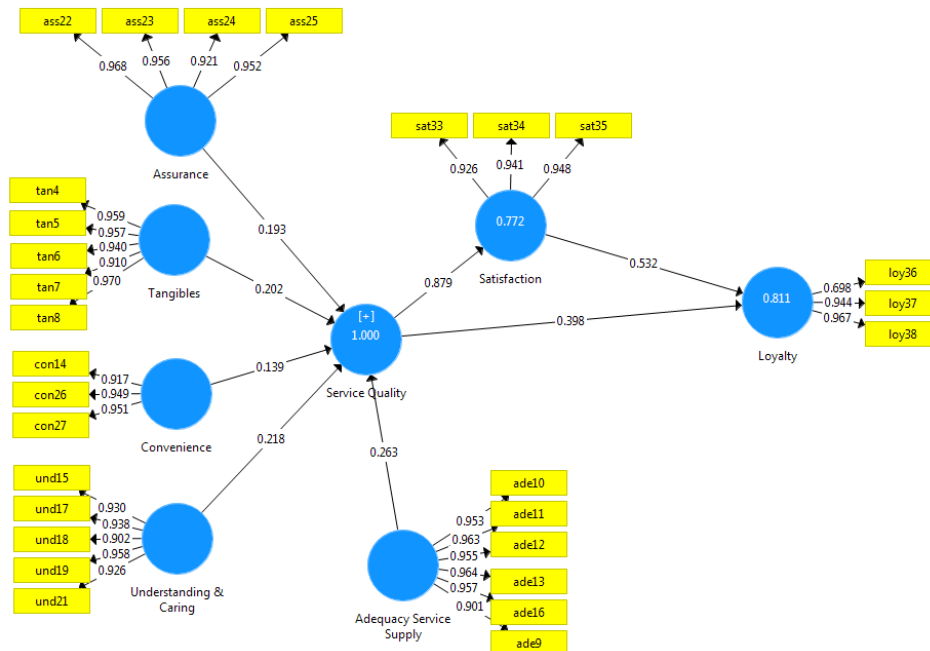 ass22 ass23 ass24 ass25
0.968 0.956 0.921 0.952
Assurance
sat33 sat34 sat35
0.926 0.941 0.948
0.772
Satisfaction
tan4
tan5
tan6
tan7
tan8
0.959
0.957
0.940
0.910
0.970
Tangibles
0.193
0.202
0.879
0.532
[+]
1.000
Service Quality
0.398
0.811
Loyalty
0.698
0.944
0.967
loy36
loy37
loy38
con14
con26
con27
0.917
0.949
0.951
Convenience
0.139
0.218
0.263
und15
und17
und18
und19
und21
0.930
0.938
0.902
0.958
0.926
Understanding &
Caring
Adequacy Service
Supply
0.953
0.963
0.955
0.964
0.957
0.901
ade10
ade11
ade12
ade13
ade16
ade9